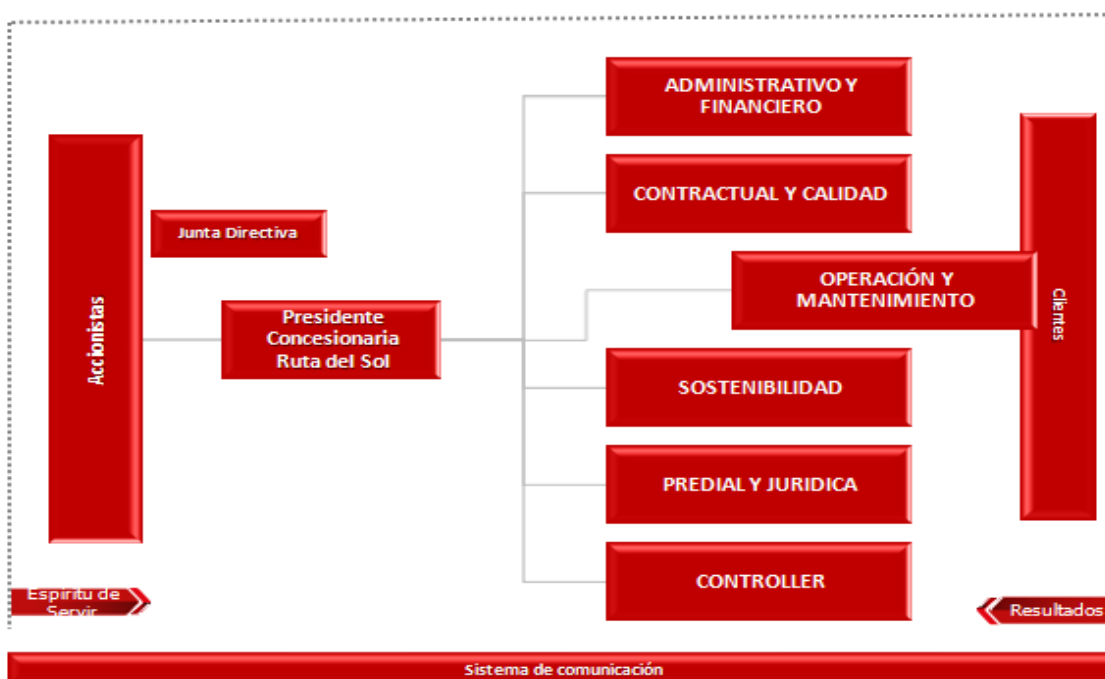 Accionistas
Junta Directiva
Presidente
Concesionaria
Ruta del Sol
ADMINISTRATIVO Y
FINANCIERO
CONTRACTUAL Y CALIDAD
OPERACIÓN Y
MANTENIMIENTO
SOSTENIBILIDAD
PREDIAL Y JURIDICA
CONTROLLER
Clientes
Espíritu de
Servir
Resultados
Sistema de comunicación